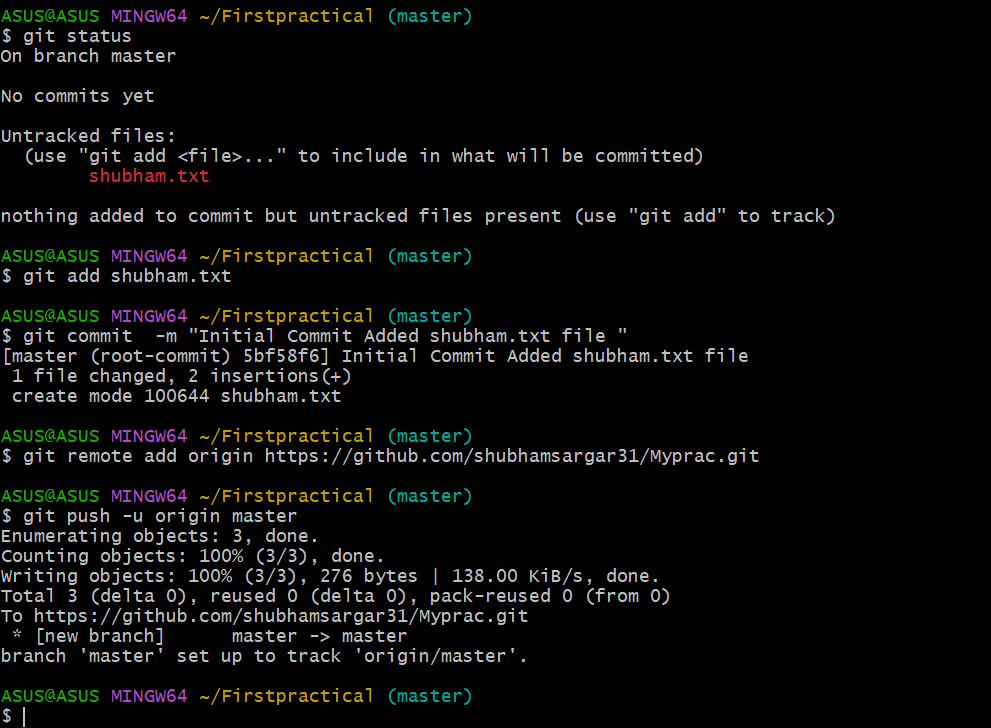 ASUS@ASUS MINGW64 ~/Firstpractical (master)
$ git status
On branch master

No commits yet

Untracked files:
  (use "git add <file>..." to include in what will be committed)
        shubham.txt

nothing added to commit but untracked files present (use "git add" to track)

ASUS@ASUS MINGW64 ~/Firstpractical (master)
$ git add shubham.txt

ASUS@ASUS MINGW64 ~/Firstpractical (master)
$ git commit  -m "Initial Commit Added shubham.txt file "
[master (root-commit) 5bf58f6] Initial Commit Added shubham.txt file
 1 file changed, 2 insertions(+)
 create mode 100644 shubham.txt

ASUS@ASUS MINGW64 ~/Firstpractical (master)
$ git remote add origin https://github.com/shubhamsargar31/Myprac.git

ASUS@ASUS MINGW64 ~/Firstpractical (master)
$ git push -u origin master
Enumerating objects: 3, done.
Counting objects: 100% (3/3), done.
Writing objects: 100% (3/3), 276 bytes | 138.00 KiB/s, done.
Total 3 (delta 0), reused 0 (delta 0), pack-reused 0 (from 0)
To https://github.com/shubhamsargar31/Myprac.git
 * [new branch]      master -> master
branch 'master' set up to track 'origin/master'.

ASUS@ASUS MINGW64 ~/Firstpractical (master)
$